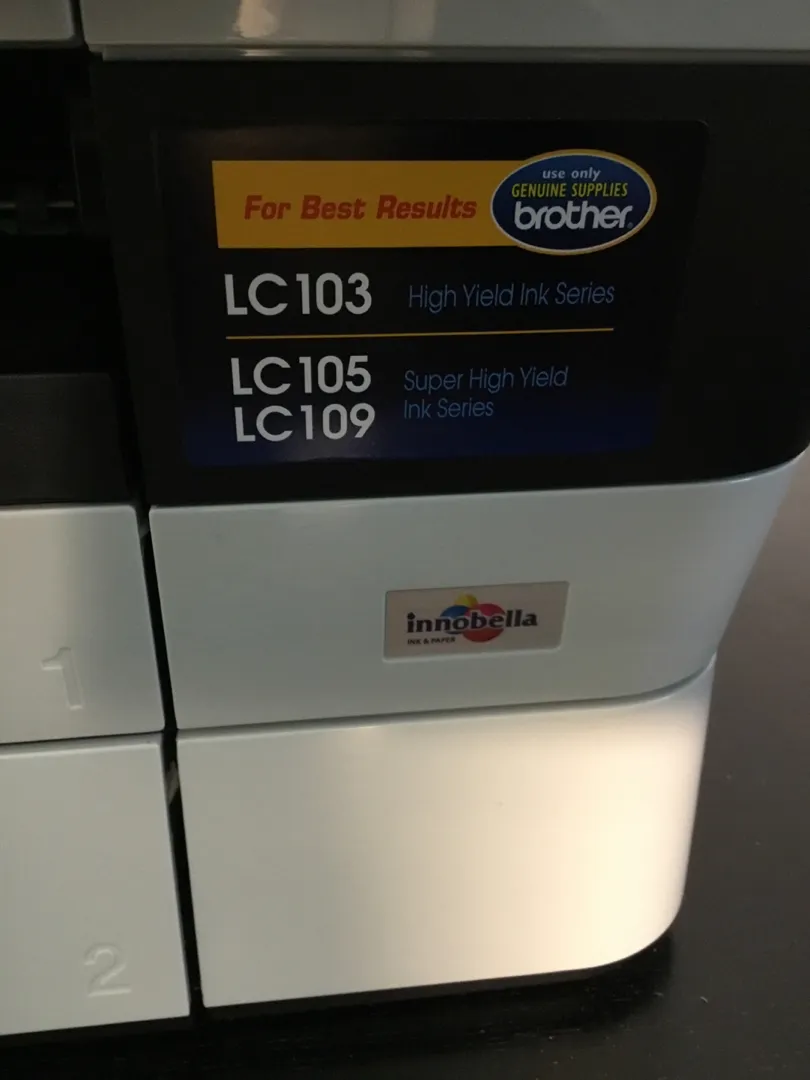 For Best Results
use only
GENUINE SUPPLIES
brother
LC103 High Yield Ink Series
LC105 Super High Yield
LC109 Ink Series
innobella
INK & PAPER
1
2